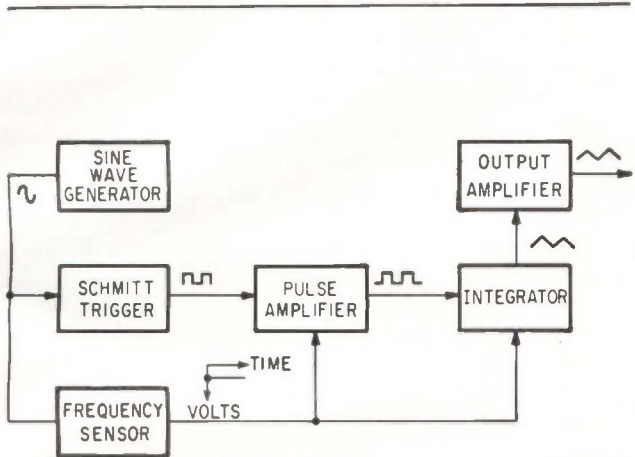 SINE
WAVE
GENERATOR
OUTPUT
AMPLIFIER
SCHMITT
TRIGGER
PULSE
AMPLIFIER
INTEGRATOR
TIME
VOLTS
FREQUENCY
SENSOR